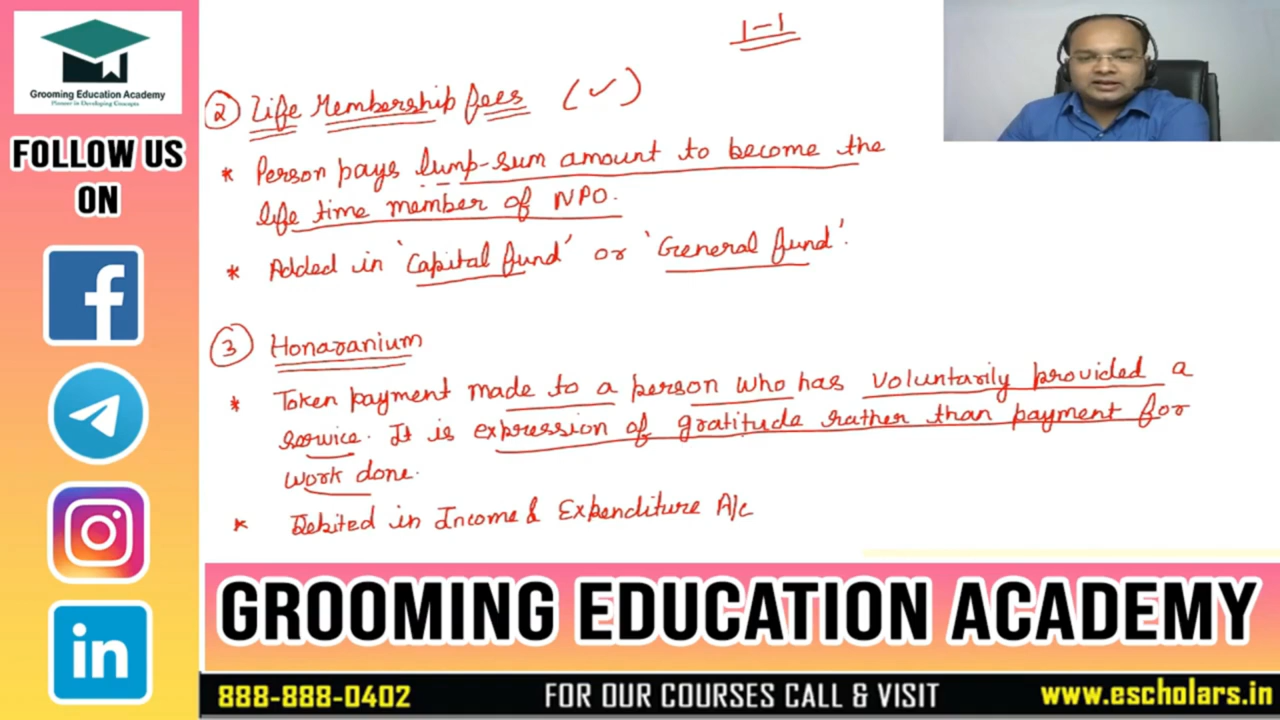 1-1
Grooming Education Academy
Pioneer in Developing Concepts
FOLLOW US
ON
② Life Membership fees (✓)
* Person pays lump-sum amount to become the
life time member of NPO.
* Added in 'Capital fund' or 'General fund'.
③ Honaranium
* Token payment made to a person who has voluntarily provided a
service. It is expression of gratitude rather than payment for
work done.
* Debited in Income & Expenditure A/c
in
GROOMING EDUCATION ACADEMY
888-888-0402 FOR OUR COURSES CALL & VISIT www.escholars.in